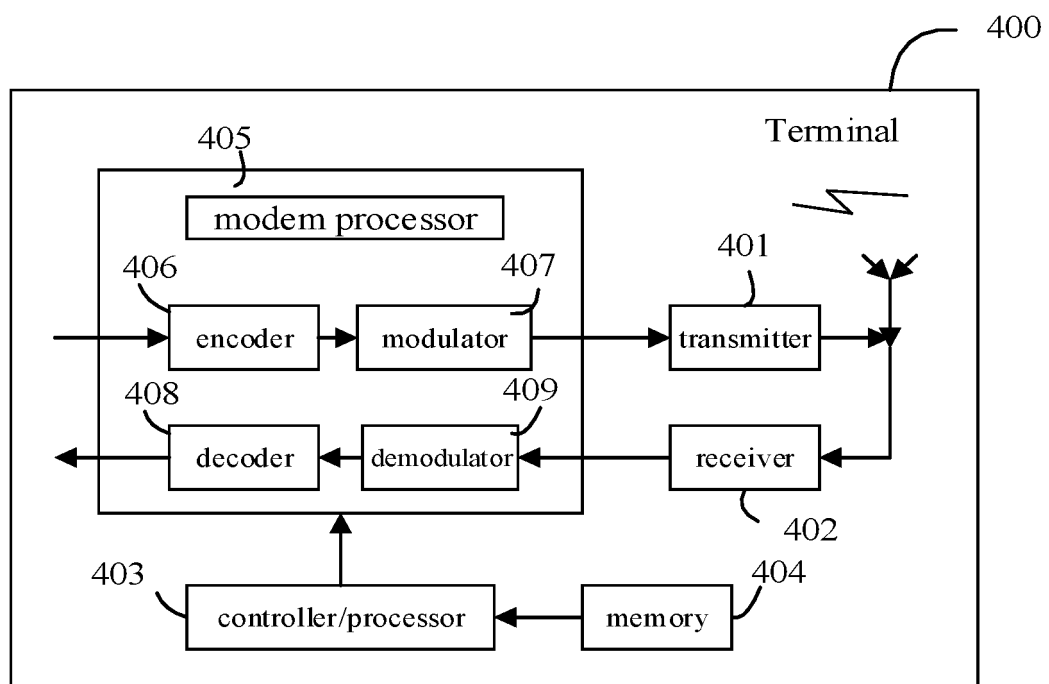 400
Terminal
405
modem processor
406
407
401
encoder
modulator
transmitter
408
409
decoder
demodulator
receiver
402
403
404
controller/processor
memory